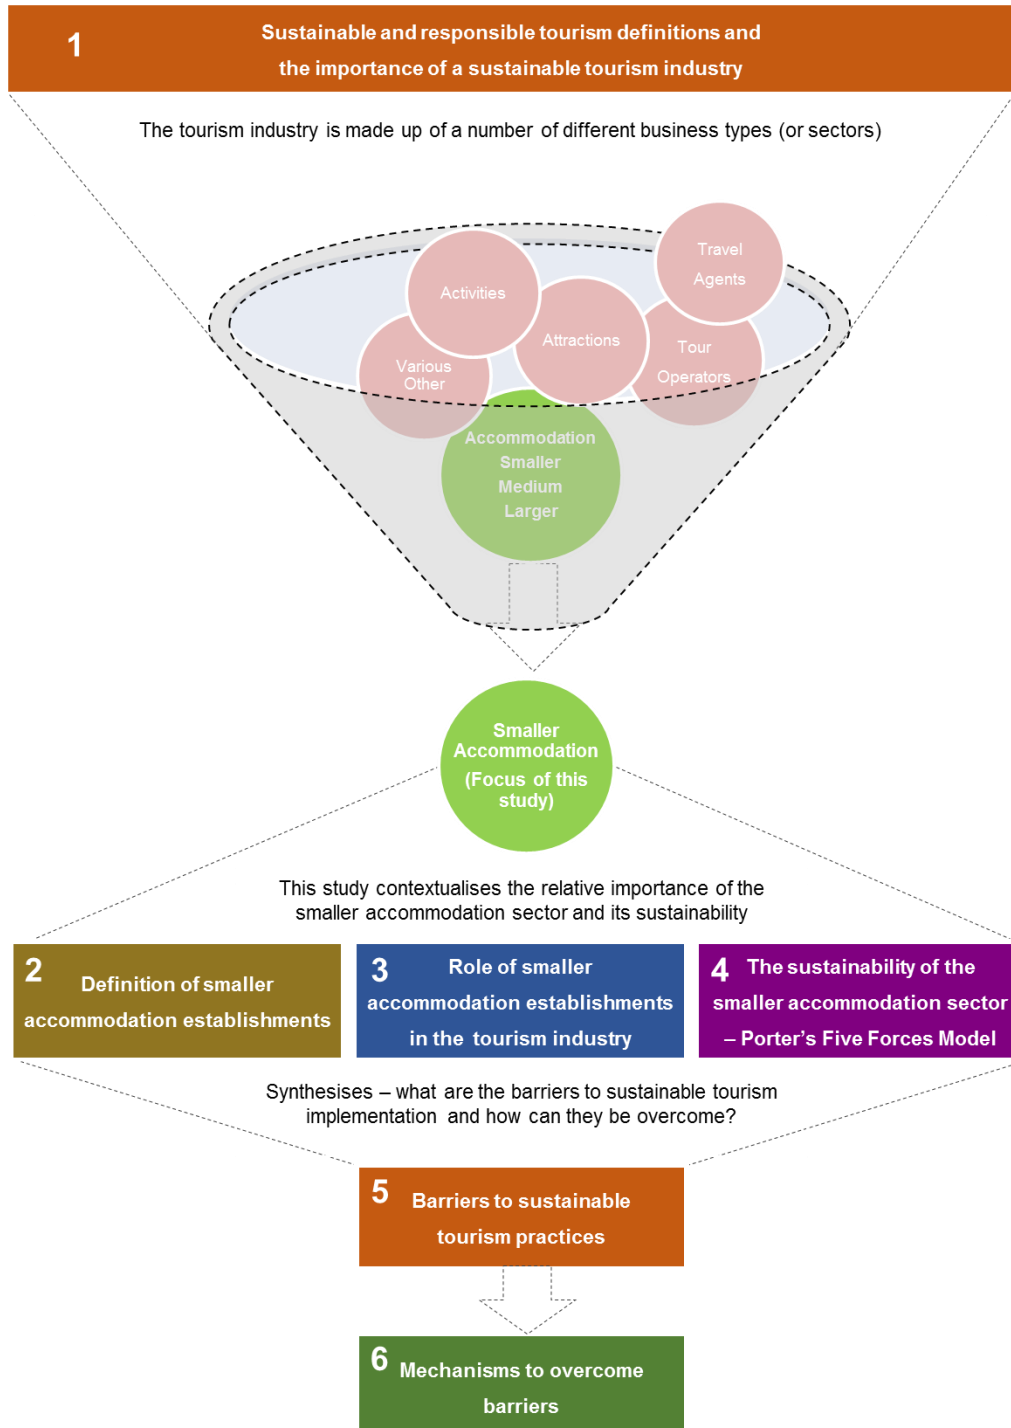 1
Sustainable and responsible tourism definitions and
the importance of a sustainable tourism industry
The tourism industry is made up of a number of different business types (or sectors)
Travel
Agents
Activities
Attractions
Tour
Operators
Various
Other
Accommodation
Smaller
Medium
Larger
Smaller
Accommodation
(Focus of this
study)
This study contextualises the relative importance of the
smaller accommodation sector and its sustainability
2
Definition of smaller
accommodation establishments
3
Role of smaller
accommodation establishments
in the tourism industry
4
The sustainability of the
smaller accommodation sector
– Porter's Five Forces Model
Synthesises – what are the barriers to sustainable tourism
implementation and how can they be overcome?
5
Barriers to sustainable
tourism practices
6
Mechanisms to overcome
barriers